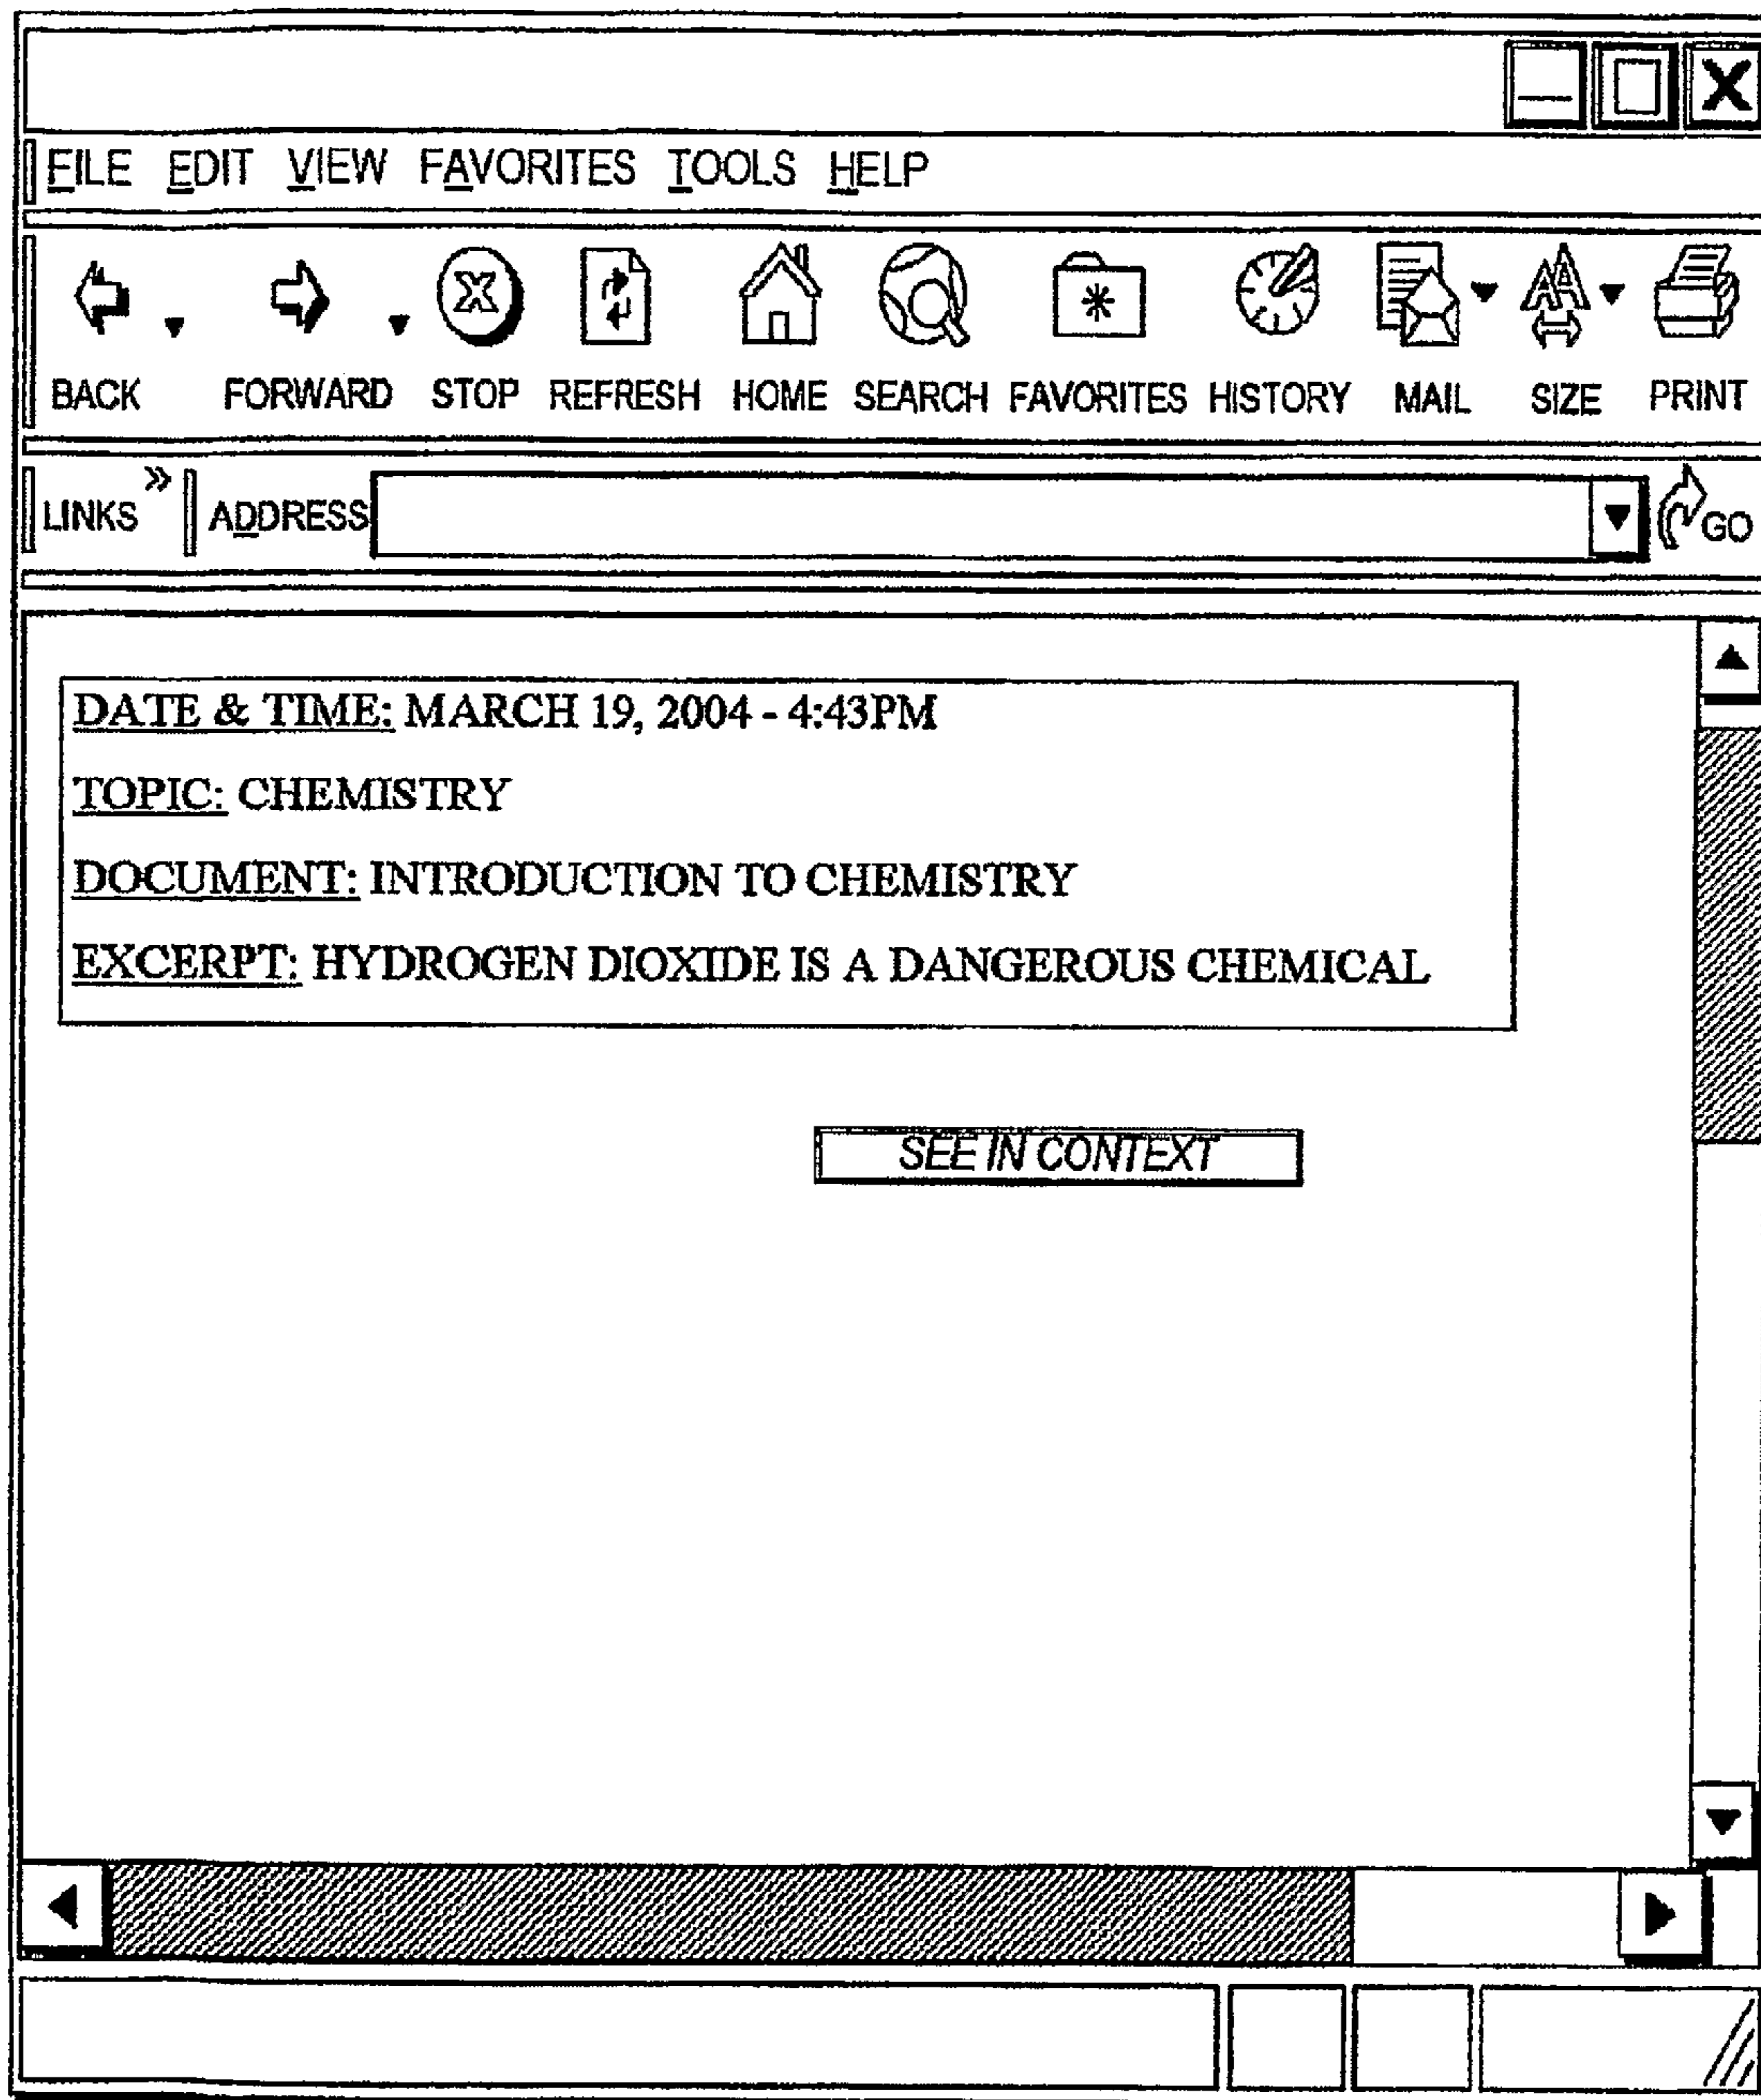 FILE EDIT VIEW FAVORITES TOOLS HELP
BACK FORWARD STOP REFRESH HOME SEARCH FAVORITES HISTORY MAIL SIZE PRINT
LINKS » ADDRESS GO
DATE & TIME: MARCH 19, 2004 - 4:43PM
TOPIC: CHEMISTRY
DOCUMENT: INTRODUCTION TO CHEMISTRY
EXCERPT: HYDROGEN DIOXIDE IS A DANGEROUS CHEMICAL
SEE IN CONTEXT